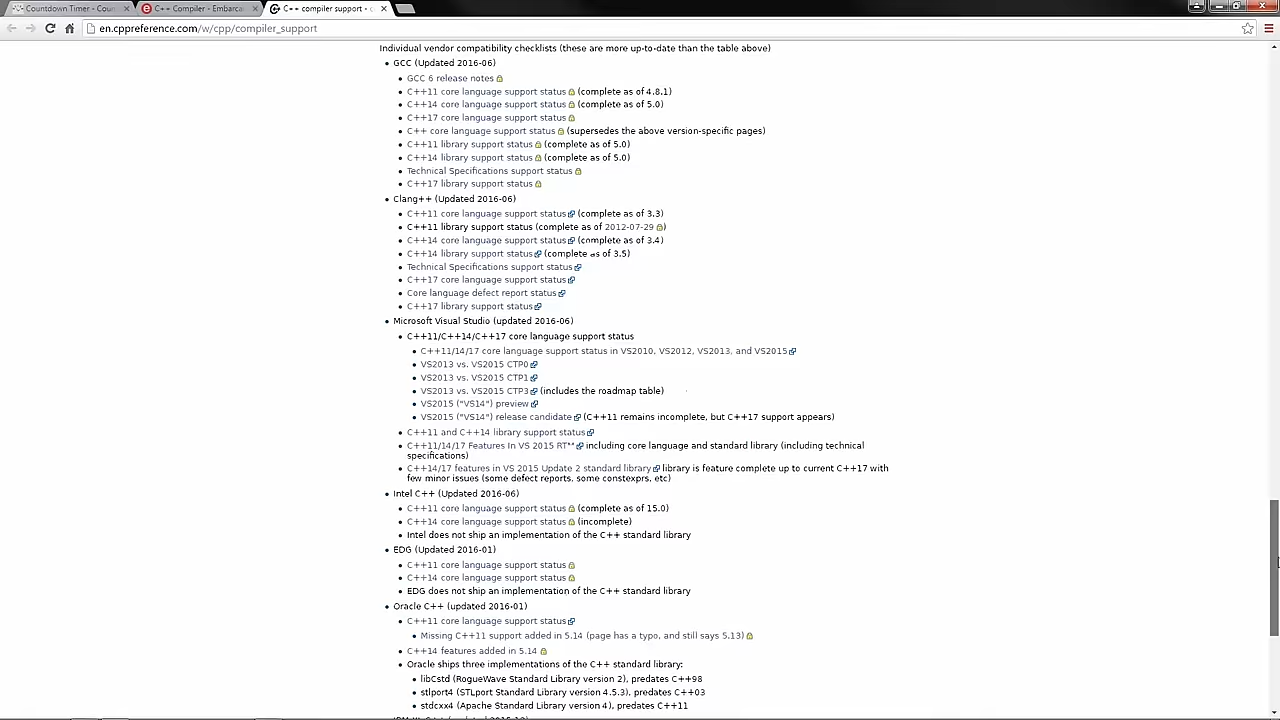 Countdown Timer - Coun
C++ Compiler - Embarca
C++ compiler support - c
en.cppreference.com/w/cpp/compiler_support
Individual vendor compatibility checklists (these are more up-to-date than the table above)
GCC (Updated 2016-06)
GCC 6 release notes
C++11 core language support status (complete as of 4.8.1)
C++14 core language support status (complete as of 5.0)
C++17 core language support status
C++ core language support status (supersedes the above version-specific pages)
C++11 library support status (complete as of 5.0)
C++14 library support status (complete as of 5.0)
Technical Specifications support status
C++17 library support status
Clang++ (Updated 2016-06)
C++11 core language support status (complete as of 3.3)
C++11 library support status (complete as of 2012-07-29)
C++14 core language support status (complete as of 3.4)
C++14 library support status (complete as of 3.5)
Technical Specifications support status
C++17 core language support status
Core language defect report status
C++17 library support status
Microsoft Visual Studio (updated 2016-06)
C++11/C++14/C++17 core language support status
C++11/14/17 core language support status in VS2010, VS2012, VS2013, and VS2015
VS2013 vs. VS2015 CTP0
VS2013 vs. VS2015 CTP1
VS2013 vs. VS2015 CTP3 (includes the roadmap table)
VS2015 ("VS14") preview
VS2015 ("VS14") release candidate (C++11 remains incomplete, but C++17 support appears)
C++11 and C++14 library support status
C++11/14/17 Features In VS 2015 including core language and standard library (including technical
specifications)
C++14/17 features in VS 2015 Update 2 standard library library is feature complete up to current C++17 with
few minor issues (some defect reports, some constexprs, etc)
Intel C++ (Updated 2016-06)
C++11 core language support status (complete as of 15.0)
C++14 core language support status (incomplete)
Intel does not ship an implementation of the C++ standard library
EDG (Updated 2016-01)
C++11 core language support status
C++14 core language support status
EDG does not ship an implementation of the C++ standard library
Oracle C++ (updated 2016-01)
C++11 core language support status
Missing C++11 support added in 5.14 (page has a typo, and still says 5.13)
C++14 features added in 5.14
Oracle ships three implementations of the C++ standard library:
libCstd (RogueWave Standard Library version 2), predates C++98
stlport4 (STLport Standard Library version 4.5.3), predates C++03
stdcxx4 (Apache Standard Library version 4), predates C++11